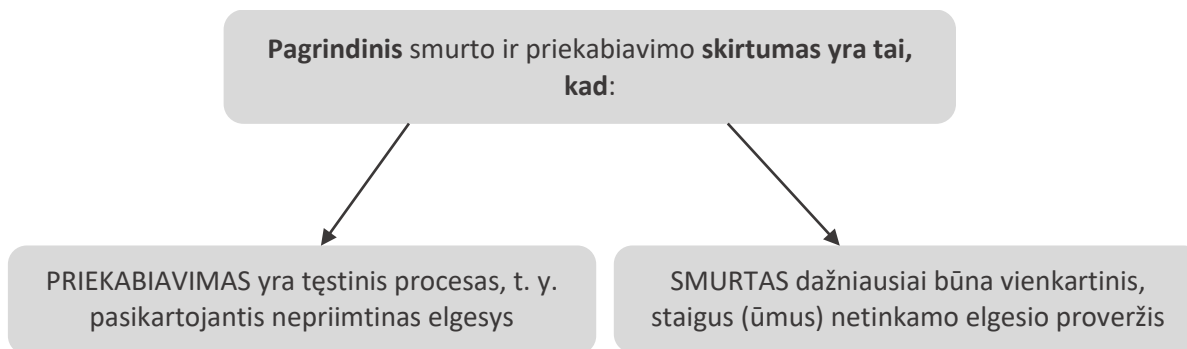 Pagrindinis smurto ir priekabiavimo skirtumas yra tai,
kad:
PRIEKABIAVIMAS yra tęstinis procesas, t. y.
pasikartojantis nepriimtinas elgesys
SMURTAS dažniausiai būna vienkartinis,
staigus (ūmus) netinkamo elgesio proveržis